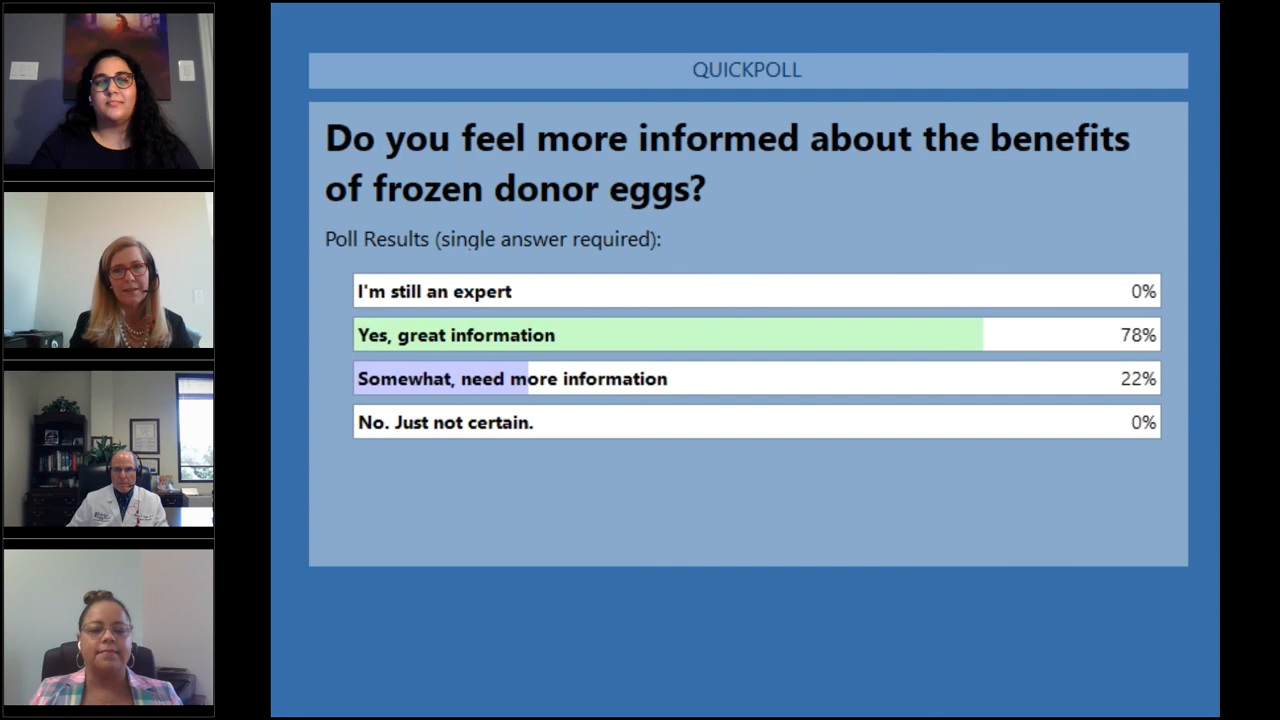 QUICKPOLL
Do you feel more informed about the benefits
of frozen donor eggs?
Poll Results (single answer required):
I'm still an expert 0%
Yes, great information 78%
Somewhat, need more information 22%
No. Just not certain. 0%